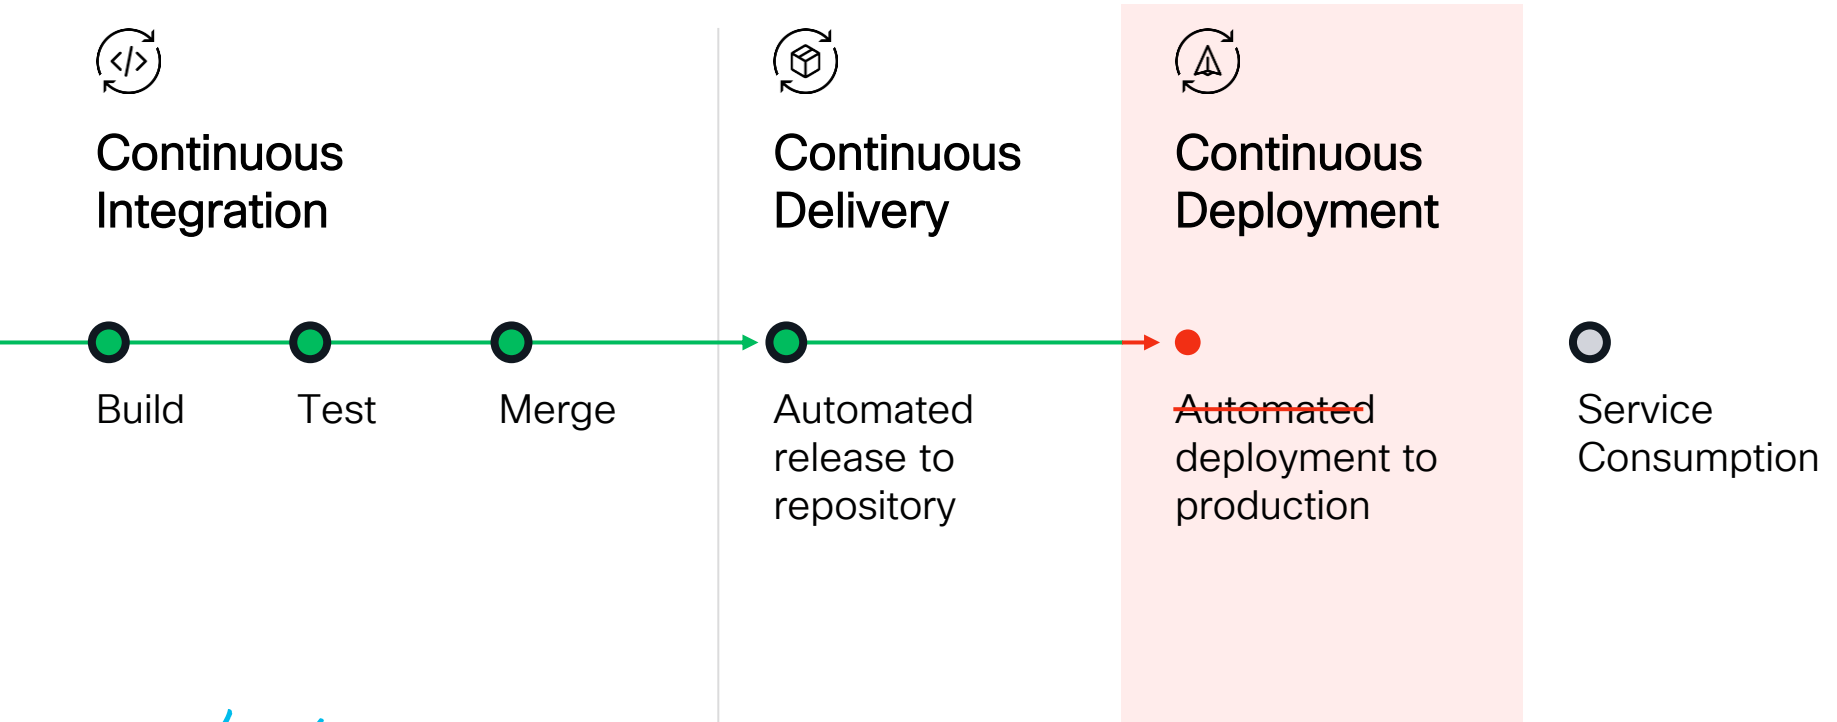 Continuous
Integration
Continuous
Delivery
Continuous
Deployment
Build
Test
Merge
Automated
release to
repository
Automated
deployment to
production
Service
Consumption